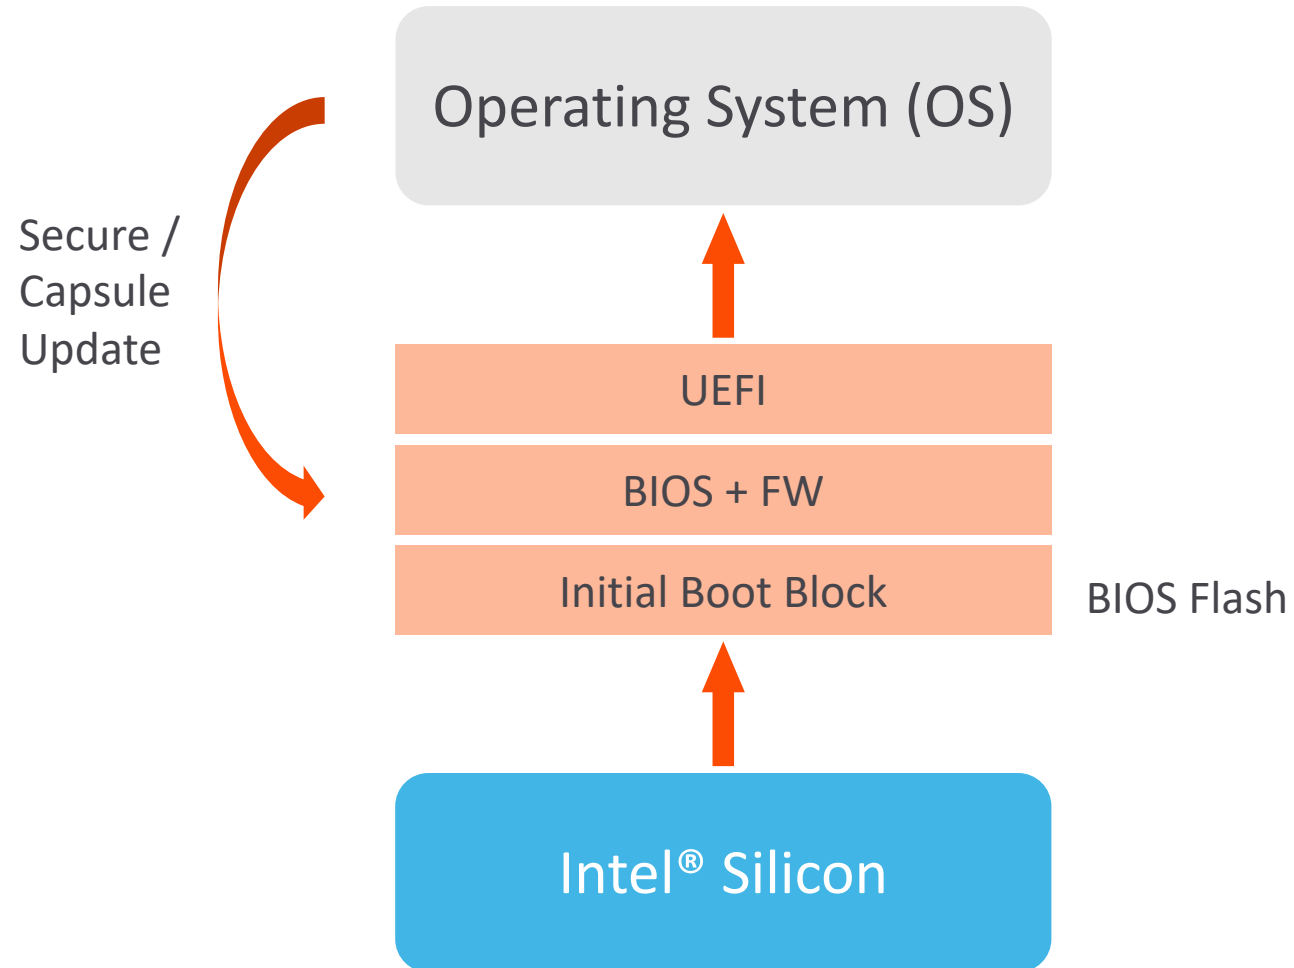 Operating System (OS)
Secure /
Capsule
Update
UEFI
BIOS + FW
Initial Boot Block
BIOS Flash
Intel® Silicon